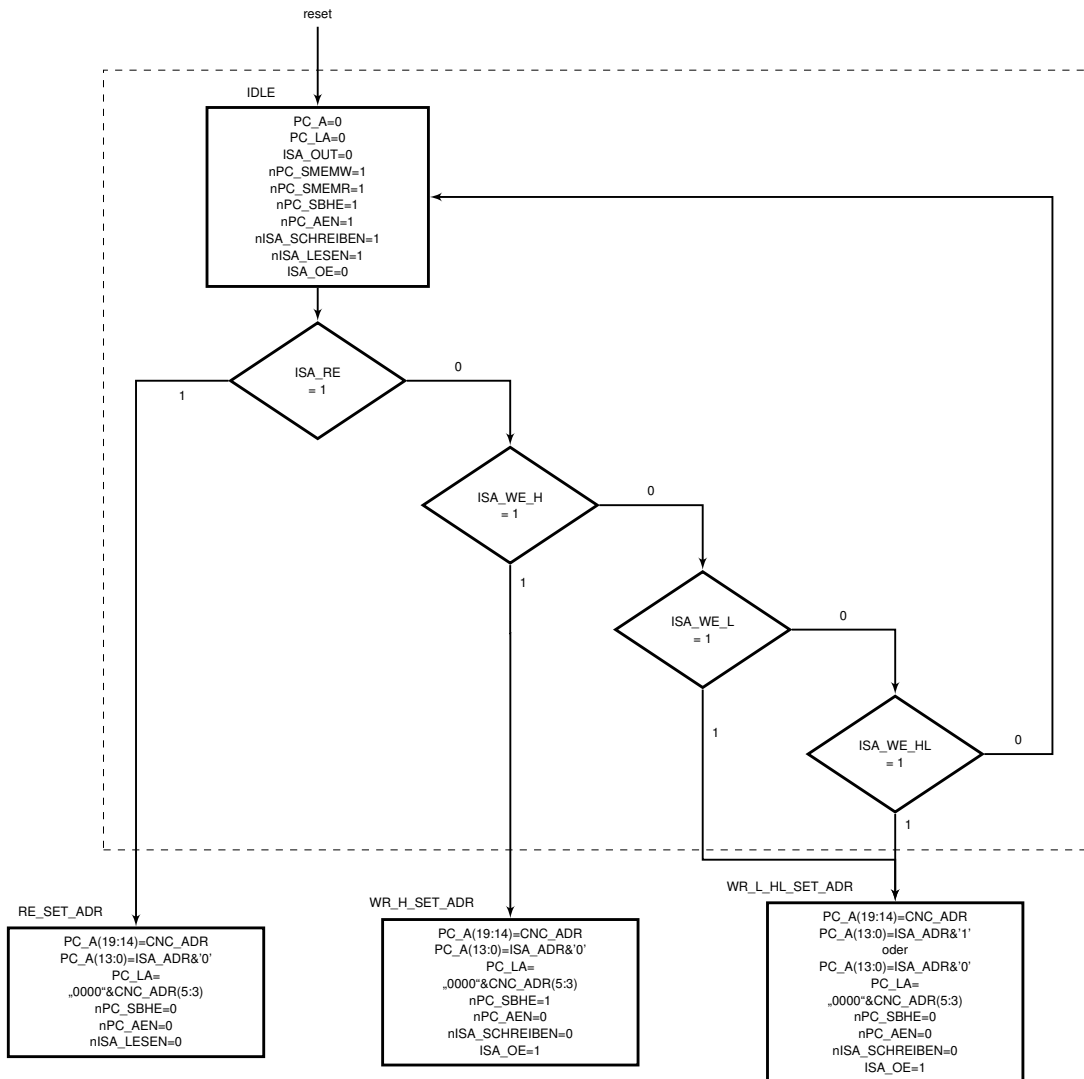 reset
IDLE
PC_A=0
PC_LA=0
ISA_OUT=0
nPC_SMEMW=1
nPC_SMEMR=1
nPC_SBHE=1
nPC_AEN=1
nISA_SCHREIBEN=1
nISA_LESEN=1
ISA_OE=0
ISA_RE
= 1
1
0
ISA_WE_H
= 1
0
1
ISA_WE_L
= 1
0
1
ISA_WE_HL
= 1
0
1
RE_SET_ADR
PC_A(19:14)=CNC_ADR
PC_A(13:0)=ISA_ADR&'0'
PC_LA=
„0000“&CNC_ADR(5:3)
nPC_SBHE=0
nPC_AEN=0
nISA_LESEN=0
WR_H_SET_ADR
PC_A(19:14)=CNC_ADR
PC_A(13:0)=ISA_ADR&'0'
PC_LA=
„0000“&CNC_ADR(5:3)
nPC_SBHE=1
nPC_AEN=0
nISA_SCHREIBEN=0
ISA_OE=1
WR_L_HL_SET_ADR
PC_A(19:14)=CNC_ADR
PC_A(13:0)=ISA_ADR&'1'
oder
PC_A(13:0)=ISA_ADR&'0'
PC_LA=
„0000“&CNC_ADR(5:3)
nPC_SBHE=0
nPC_AEN=0
nISA_SCHREIBEN=0
ISA_OE=1